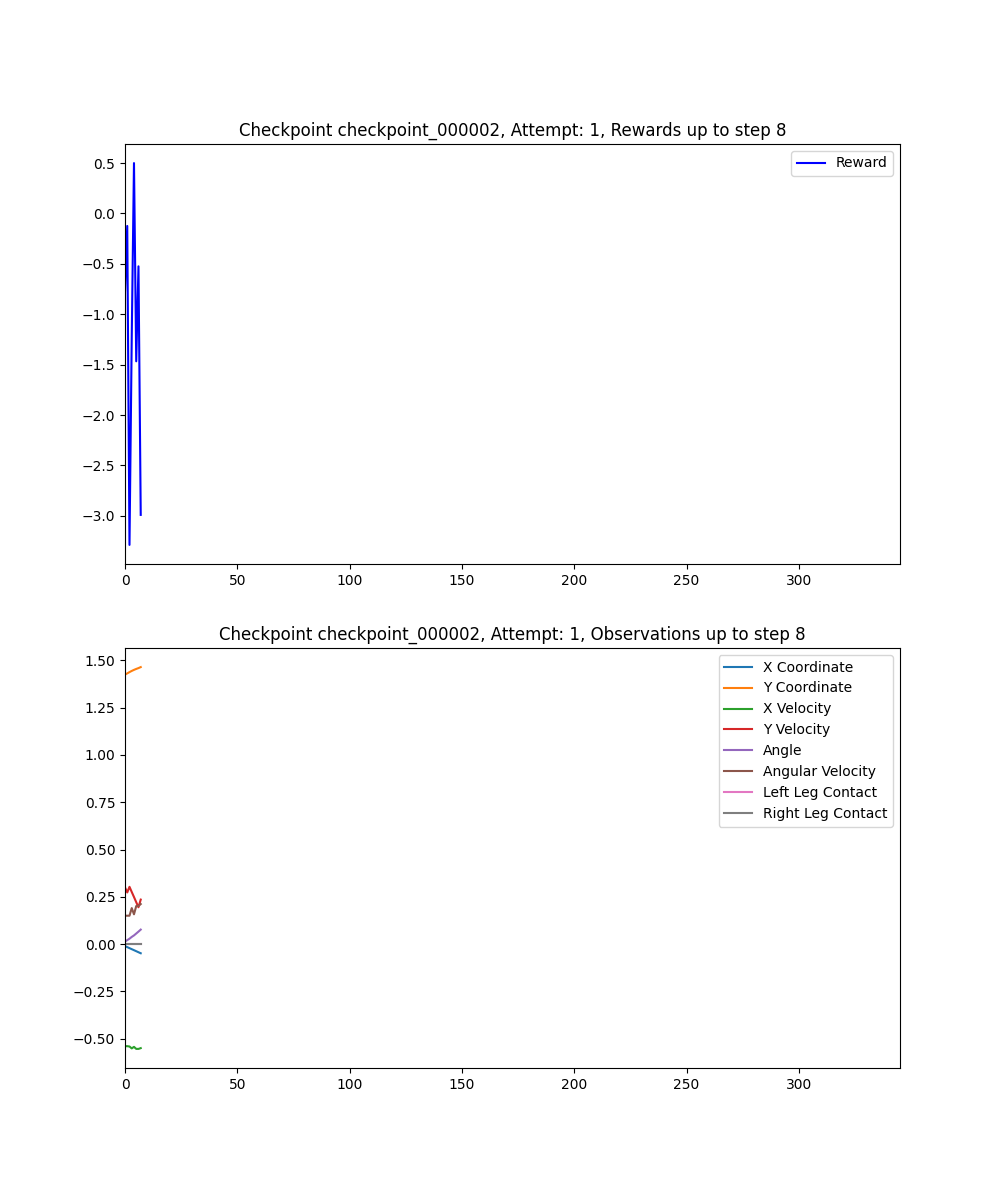 Checkpoint checkpoint_000002, Attempt: 1, Rewards up to step 8
Reward
0.5
0.0
−0.5
−1.0
−1.5
−2.0
−2.5
−3.0
0 50 100 150 200 250 300
Checkpoint checkpoint_000002, Attempt: 1, Observations up to step 8
X Coordinate
Y Coordinate
X Velocity
Y Velocity
Angle
Angular Velocity
Left Leg Contact
Right Leg Contact
1.50
1.25
1.00
0.75
0.50
0.25
0.00
−0.25
−0.50
0 50 100 150 200 250 300